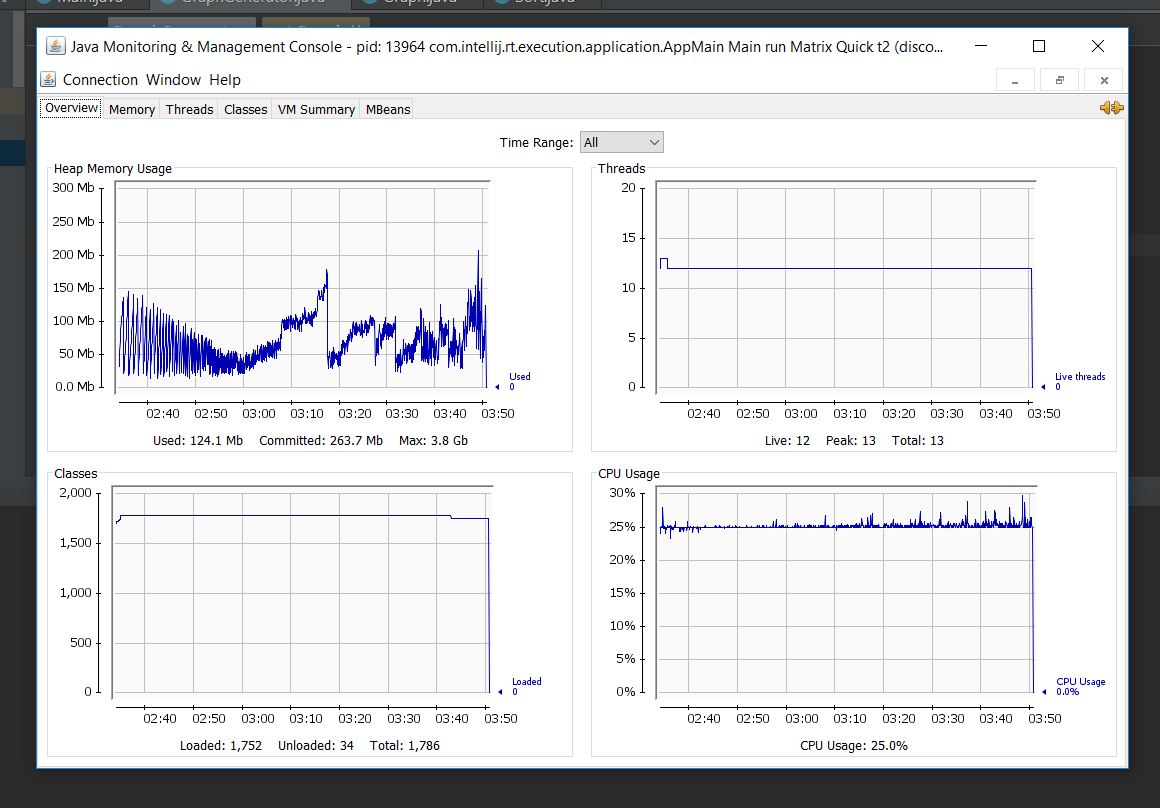 Main.java GraphGenerator.java Graph.java Sort.java
Java Monitoring & Management Console - pid: 13964 com.intellij.rt.execution.application.AppMain Main run Matrix Quick t2 (disco...
Connection Window Help
Overview Memory Threads Classes VM Summary MBeans
Time Range: All
Heap Memory Usage
300 Mb
250 Mb
200 Mb
150 Mb
100 Mb
50 Mb
0.0 Mb
Used
0
02:40 02:50 03:00 03:10 03:20 03:30 03:40 03:50
Used: 124.1 Mb Committed: 263.7 Mb Max: 3.8 Gb
Threads
20
15
10
5
0
Live threads
0
02:40 02:50 03:00 03:10 03:20 03:30 03:40 03:50
Live: 12 Peak: 13 Total: 13
Classes
2,000
1,500
1,000
500
0
Loaded
0
02:40 02:50 03:00 03:10 03:20 03:30 03:40 03:50
Loaded: 1,752 Unloaded: 34 Total: 1,786
CPU Usage
30%
25%
20%
15%
10%
5%
0%
CPU Usage
0.0%
02:40 02:50 03:00 03:10 03:20 03:30 03:40 03:50
CPU Usage: 25.0%